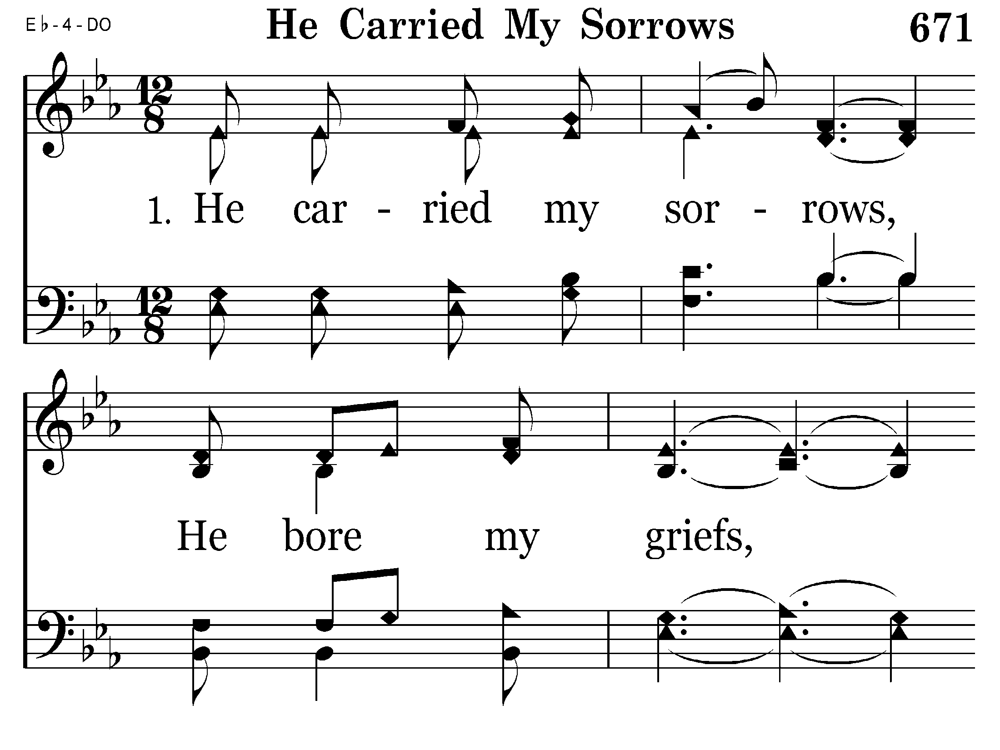 E♭-4-DO He Carried My Sorrows 671
12
8
1. He car - ried my sor - rows,
12
8
He bore my griefs,